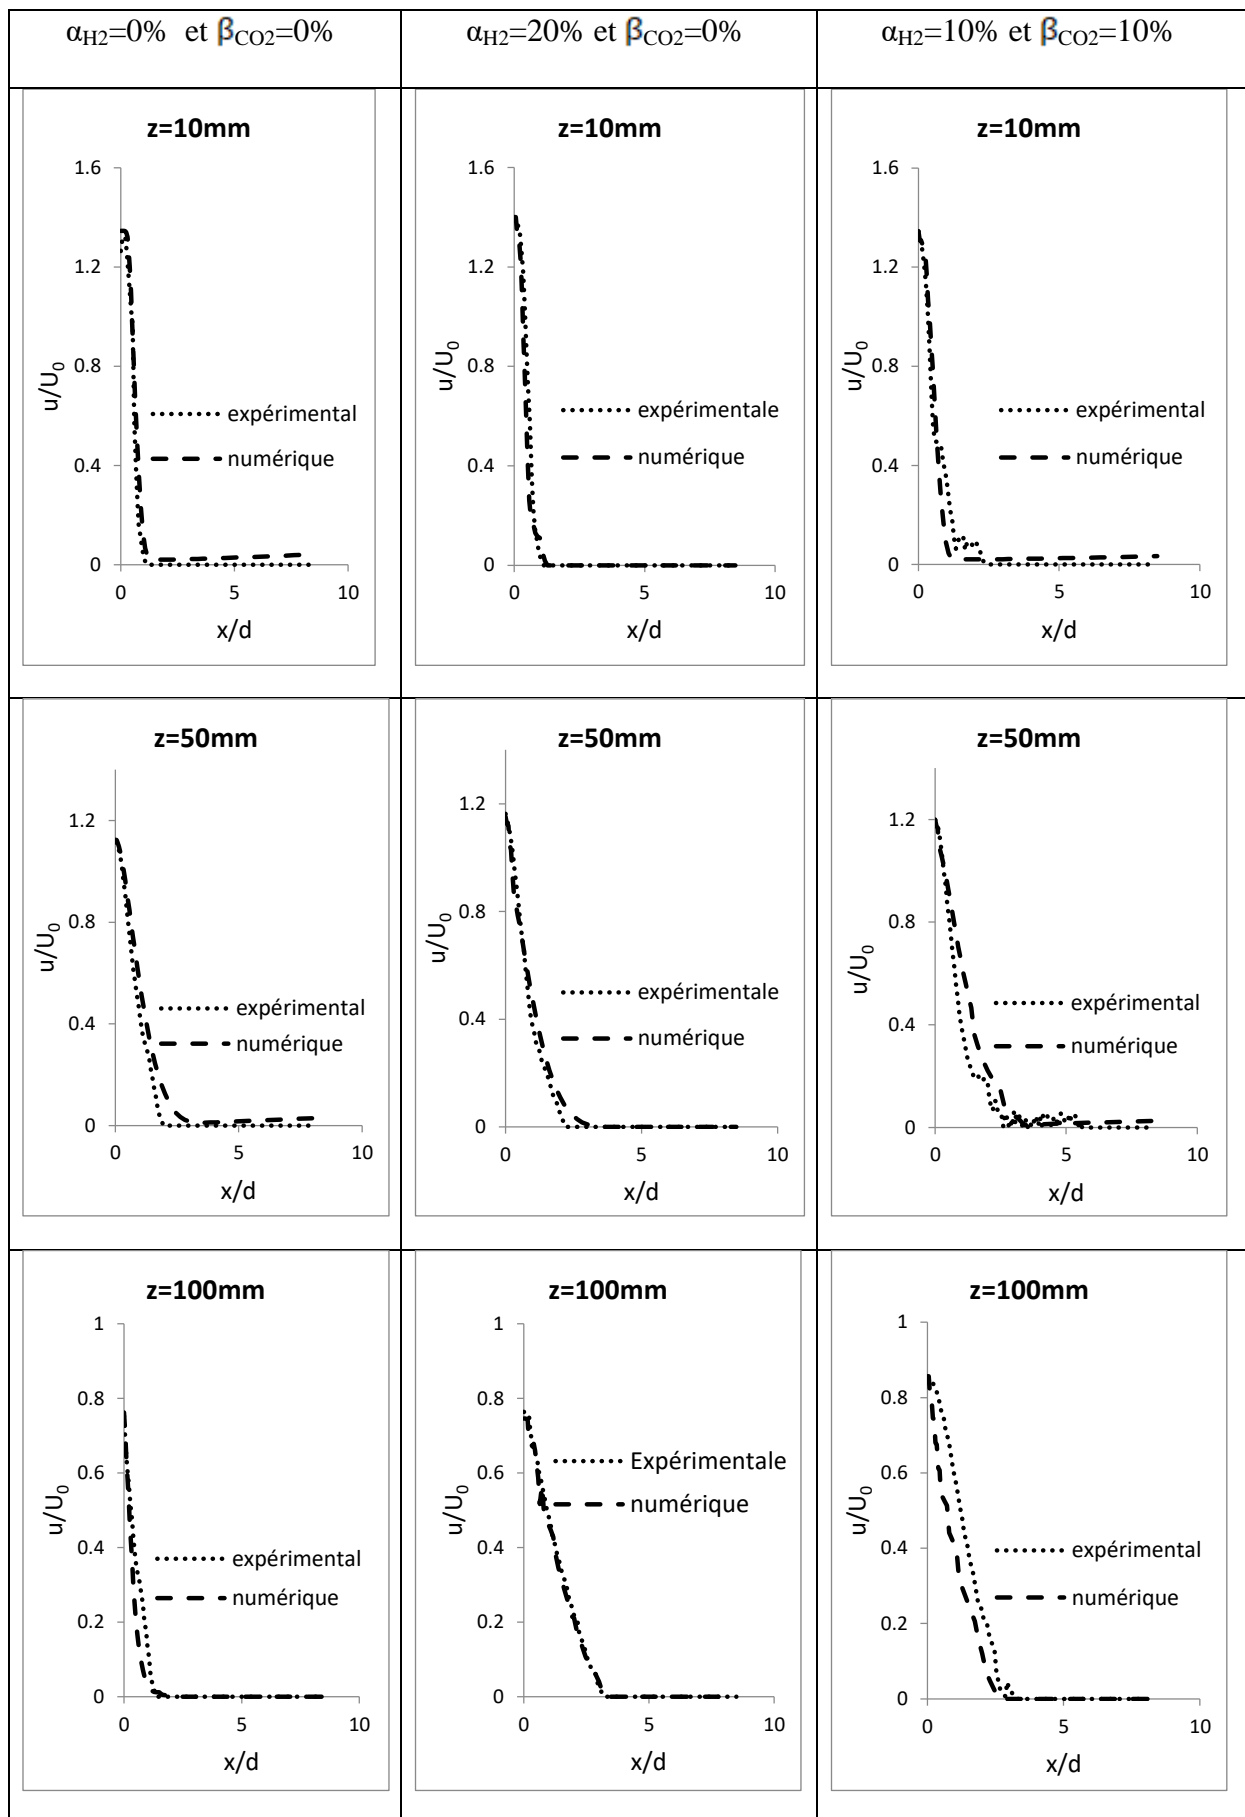 αH2=0% et βCO2=0%
αH2=20% et βCO2=0%
αH2=10% et βCO2=10%
z=10mm
1.6
1.2
0.8
0.4
0
u/U0
expérimental
numérique
0 5 10
x/d
z=10mm
1.6
1.2
0.8
0.4
0
u/U0
expérimentale
numérique
0 5 10
x/d
z=10mm
1.6
1.2
0.8
0.4
0
u/U0
expérimental
numérique
0 5 10
x/d
z=50mm
1.2
0.8
0.4
0
u/U0
expérimental
numérique
0 5 10
x/d
z=50mm
1.2
0.8
0.4
0
u/U0
expérimentale
numérique
0 5 10
x/d
z=50mm
1.2
0.8
0.4
0
u/U0
expérimental
numérique
0 5 10
x/d
z=100mm
1
0.8
0.6
0.4
0.2
0
u/U0
expérimental
numérique
0 5 10
x/d
z=100mm
1
0.8
0.6
0.4
0.2
0
u/U0
Expérimentale
numérique
0 5 10
x/d
z=100mm
1
0.8
0.6
0.4
0.2
0
u/U0
expérimental
numérique
0 5 10
x/d